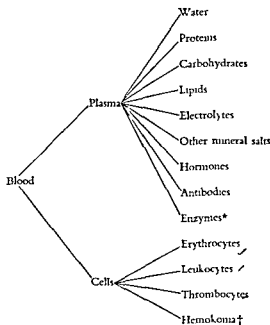 Water
Proteins
Carbohydrates
Lipids
Plasma
Electrolytes
Other mineral salts
Hormones
Antibodies
Blood
Enzymes*
Erythrocytes
Leukocytes
Cells
Thrombocytes
Hemokonia†